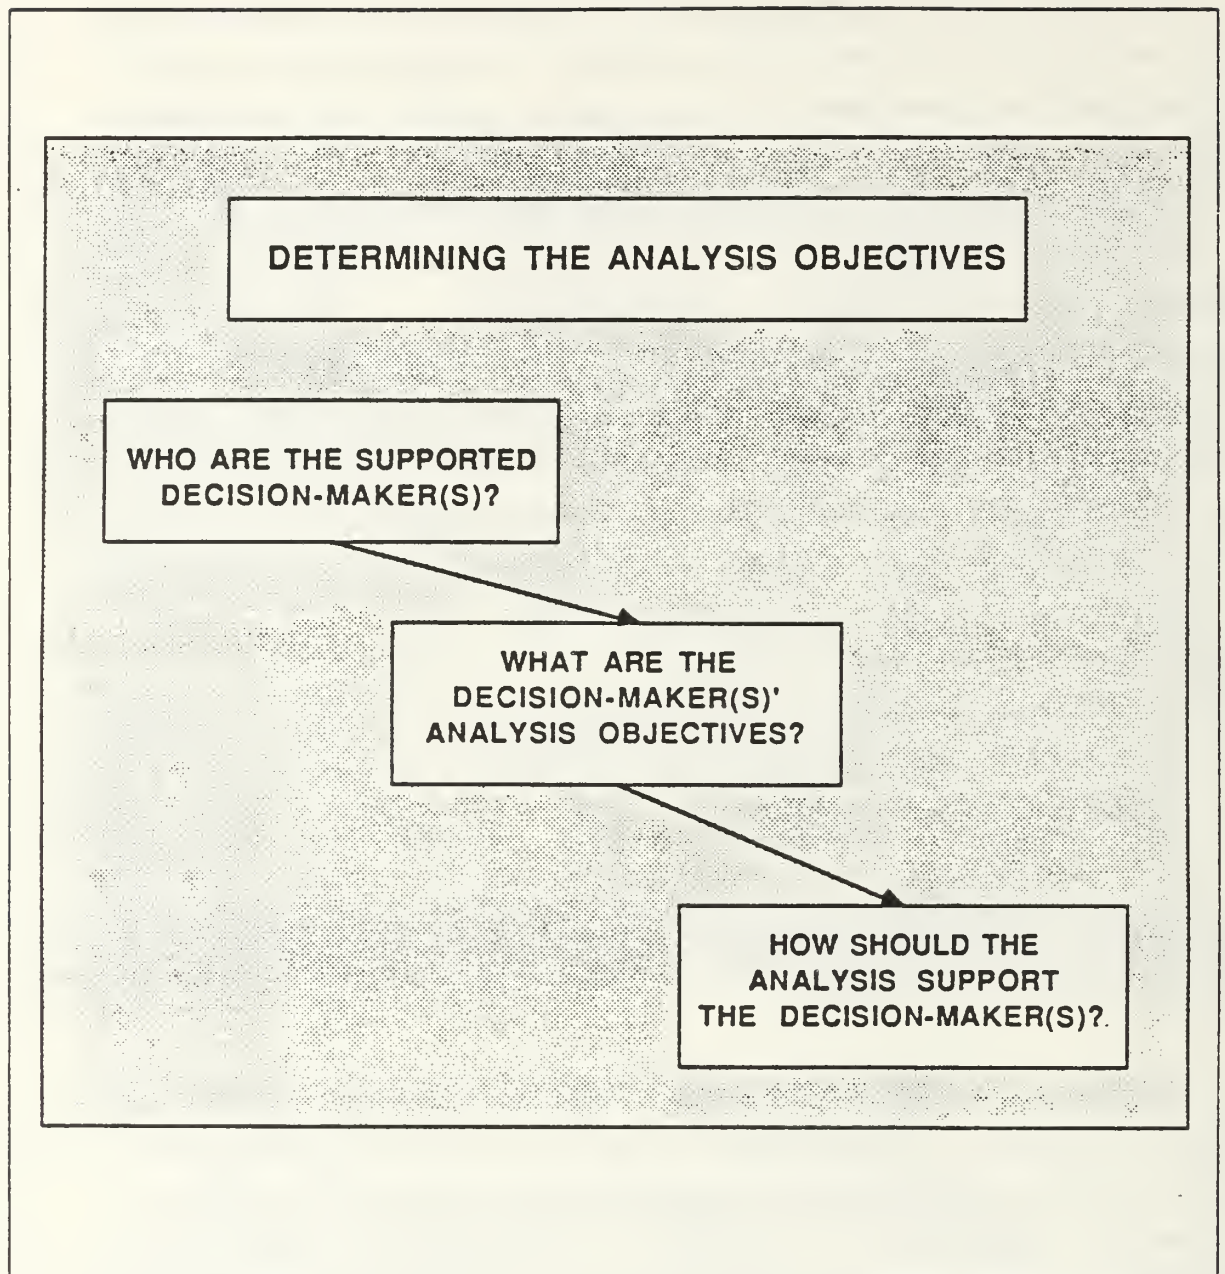 DETERMINING THE ANALYSIS OBJECTIVES
WHO ARE THE SUPPORTED
DECISION-MAKER(S)?
WHAT ARE THE
DECISION-MAKER(S)'
ANALYSIS OBJECTIVES?
HOW SHOULD THE
ANALYSIS SUPPORT
THE DECISION-MAKER(S)?